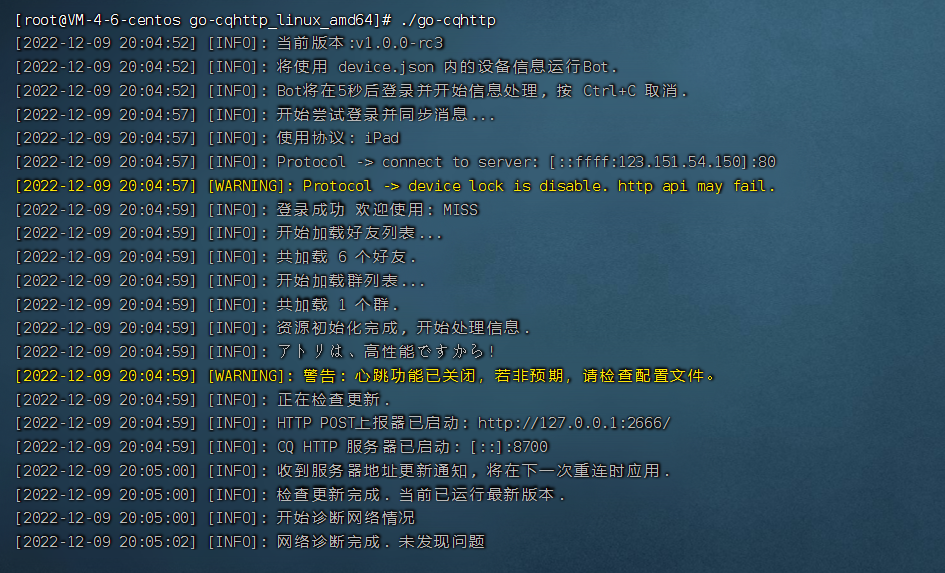 [root@VM-4-6-centos go-cqhttp_linux_amd64]# ./go-cqhttp
[2022-12-09 20:04:52] [INFO]: 当前版本:v1.0.0-rc3
[2022-12-09 20:04:52] [INFO]: 将使用 device.json 内的设备信息运行Bot.
[2022-12-09 20:04:52] [INFO]: Bot将在5秒后登录并开始信息处理, 按 Ctrl+C 取消.
[2022-12-09 20:04:57] [INFO]: 开始尝试登录并同步消息...
[2022-12-09 20:04:57] [INFO]: 使用协议: iPad
[2022-12-09 20:04:57] [INFO]: Protocol -> connect to server: [::ffff:123.151.54.150]:80
[2022-12-09 20:04:57] [WARNING]: Protocol -> device lock is disable. http api may fail.
[2022-12-09 20:04:59] [INFO]: 登录成功 欢迎使用: MISS
[2022-12-09 20:04:59] [INFO]: 开始加载好友列表...
[2022-12-09 20:04:59] [INFO]: 共加载 6 个好友.
[2022-12-09 20:04:59] [INFO]: 开始加载群列表...
[2022-12-09 20:04:59] [INFO]: 共加载 1 个群.
[2022-12-09 20:04:59] [INFO]: 资源初始化完成, 开始处理信息.
[2022-12-09 20:04:59] [INFO]: アトリは、高性能ですから!
[2022-12-09 20:04:59] [WARNING]: 警告: 心跳功能已关闭, 若非预期, 请检查配置文件。
[2022-12-09 20:04:59] [INFO]: 正在检查更新.
[2022-12-09 20:04:59] [INFO]: HTTP POST上报器已启动: http://127.0.0.1:2666/
[2022-12-09 20:04:59] [INFO]: CQ HTTP 服务器已启动: [::]:8700
[2022-12-09 20:05:00] [INFO]: 收到服务器地址更新通知, 将在下一次重连时应用.
[2022-12-09 20:05:00] [INFO]: 检查更新完成. 当前已运行最新版本.
[2022-12-09 20:05:00] [INFO]: 开始诊断网络情况
[2022-12-09 20:05:02] [INFO]: 网络诊断完成. 未发现问题